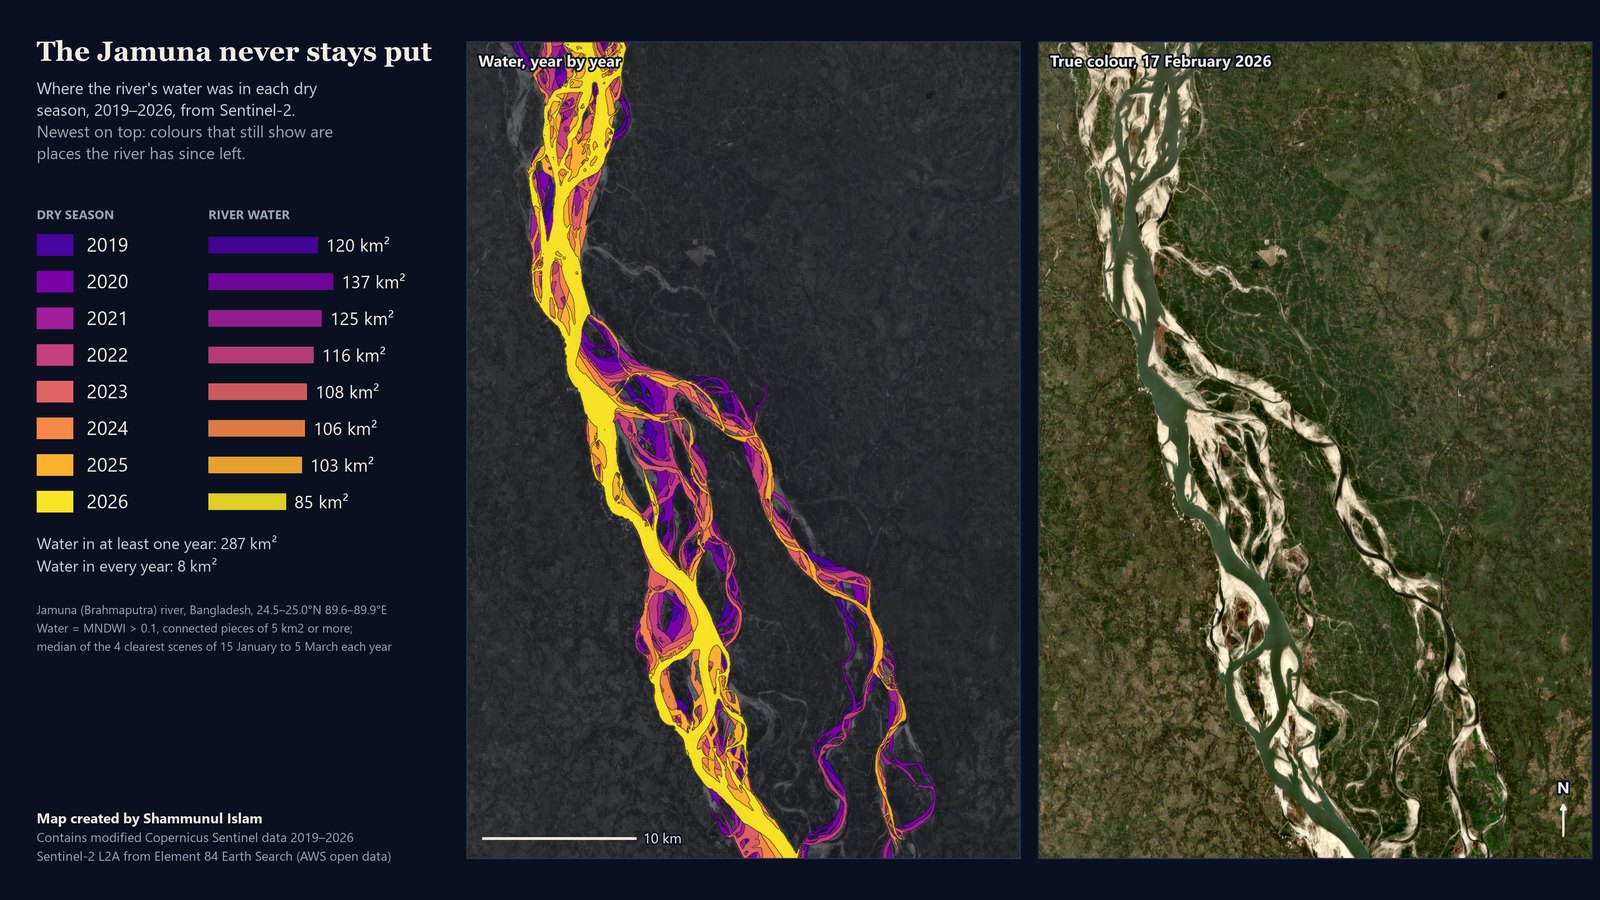 The Jamuna never stays put
Where the river's water was in each dry
season, 2019–2026, from Sentinel-2.
Newest on top: colours that still show are
places the river has since left.
DRY SEASON RIVER WATER
2019 120 km²
2020 137 km²
2021 125 km²
2022 116 km²
2023 108 km²
2024 106 km²
2025 103 km²
2026 85 km²
Water in at least one year: 287 km²
Water in every year: 8 km²
Jamuna (Brahmaputra) river, Bangladesh, 24.5–25.0°N 89.6–89.9°E
Water = MNDWI > 0.1, connected pieces of 5 km2 or more;
median of the 4 clearest scenes of 15 January to 5 March each year
Map created by Shammunul Islam
Contains modified Copernicus Sentinel data 2019–2026
Sentinel-2 L2A from Element 84 Earth Search (AWS open data)
Water, year by year
10 km
True colour, 17 February 2026
N